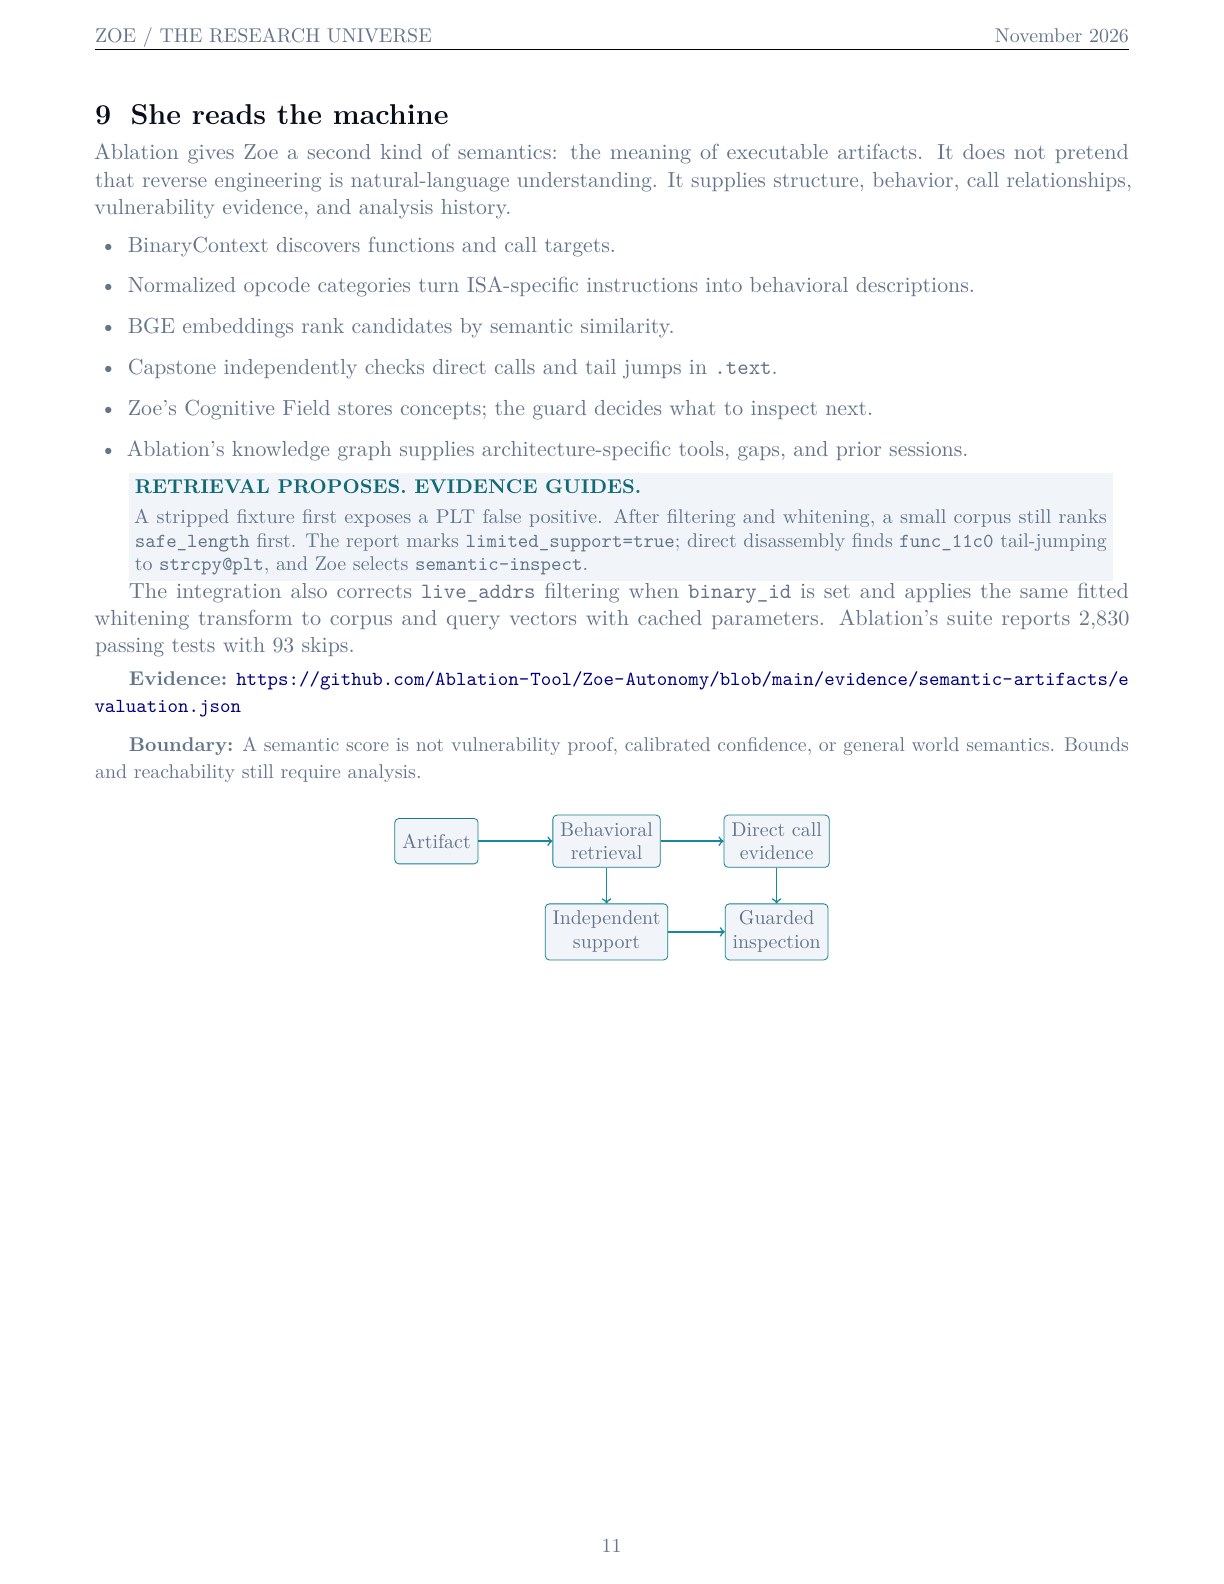 ZOE / THE RESEARCH UNIVERSE November 2026
9 She reads the machine
Ablation gives Zoe a second kind of semantics: the meaning of executable artifacts. It does not pretend
that reverse engineering is natural-language understanding. It supplies structure, behavior, call relationships,
vulnerability evidence, and analysis history.
• BinaryContext discovers functions and call targets.
• Normalized opcode categories turn ISA-specific instructions into behavioral descriptions.
• BGE embeddings rank candidates by semantic similarity.
• Capstone independently checks direct calls and tail jumps in .text.
• Zoe's Cognitive Field stores concepts; the guard decides what to inspect next.
• Ablation's knowledge graph supplies architecture-specific tools, gaps, and prior sessions.
RETRIEVAL PROPOSES. EVIDENCE GUIDES.
A stripped fixture first exposes a PLT false positive. After filtering and whitening, a small corpus still ranks
safe_length first. The report marks limited_support=true; direct disassembly finds func_11c0 tail-jumping
to strcpy@plt, and Zoe selects semantic-inspect.
The integration also corrects live_addrs filtering when binary_id is set and applies the same fitted
whitening transform to corpus and query vectors with cached parameters. Ablation's suite reports 2,830
passing tests with 93 skips.
Evidence: https://github.com/Ablation-Tool/Zoe-Autonomy/blob/main/evidence/semantic-artifacts/e
valuation.json
Boundary: A semantic score is not vulnerability proof, calibrated confidence, or general world semantics. Bounds
and reachability still require analysis.
Artifact
Behavioral
retrieval
Direct call
evidence
Independent
support
Guarded
inspection
11